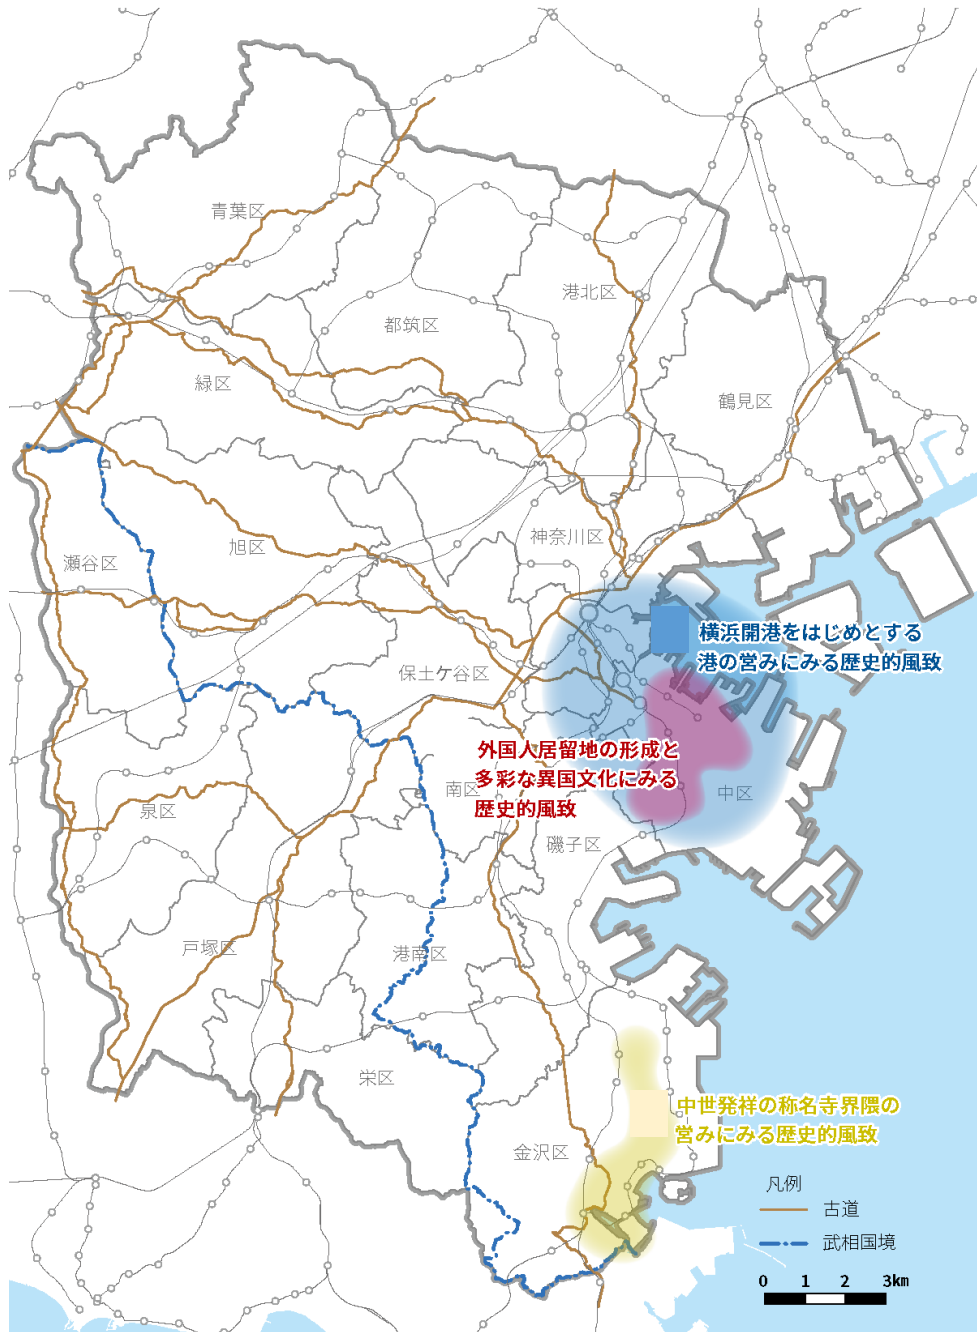 青葉区
港北区
都筑区
緑区
鶴見区
神奈川区
旭区
瀬谷区
横浜開港をはじめとする
港の営みにみる歴史的風致
保土ケ谷区
外国人居留地の形成と
多彩な異国文化にみる
歴史的風致
南区
中区
泉区
磯子区
戸塚区
港南区
栄区
中世発祥の称名寺界隈の
営みにみる歴史的風致
金沢区
凡例
古道
武相国境
0 1 2 3km